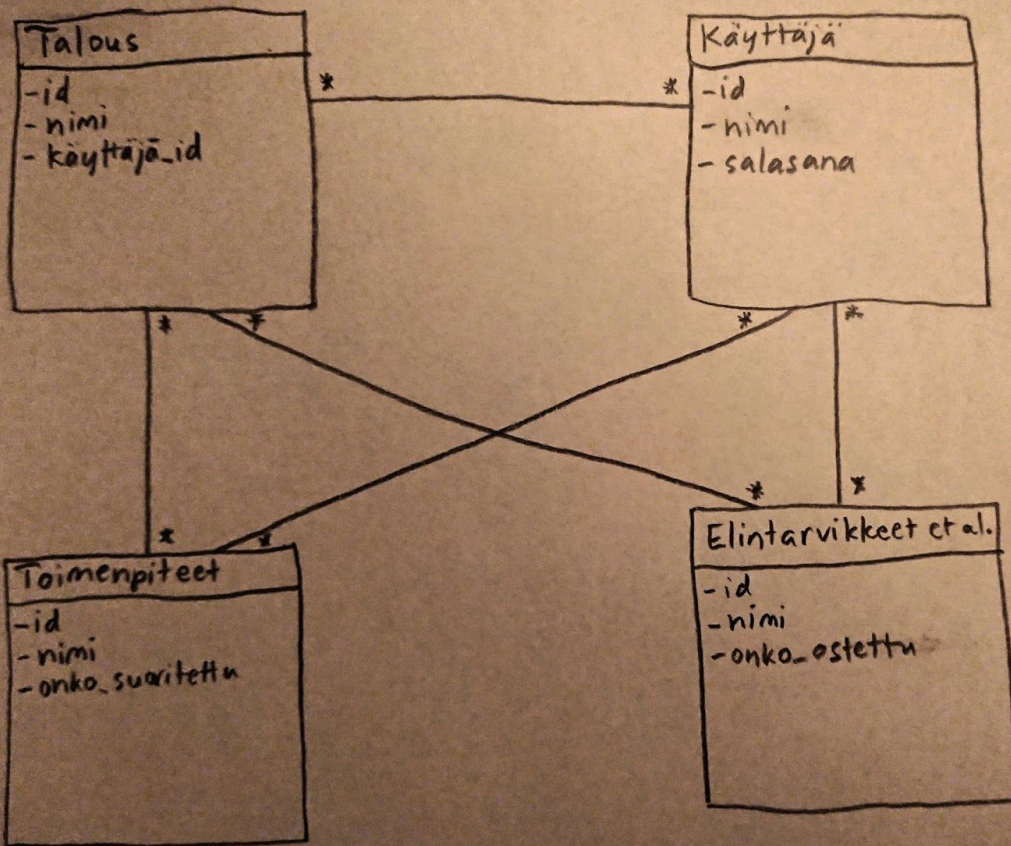 Talous
-id
- nimi
- käyttäjä_id
*
*
Käyttäjä
-id
- nimi
- salasana
*
*
*
*
*
*
*
*
Toimenpiteet
-id
- nimi
- onko_suoritettu
Elintarvikkeet et al.
- id
- nimi
- onko_ostettu